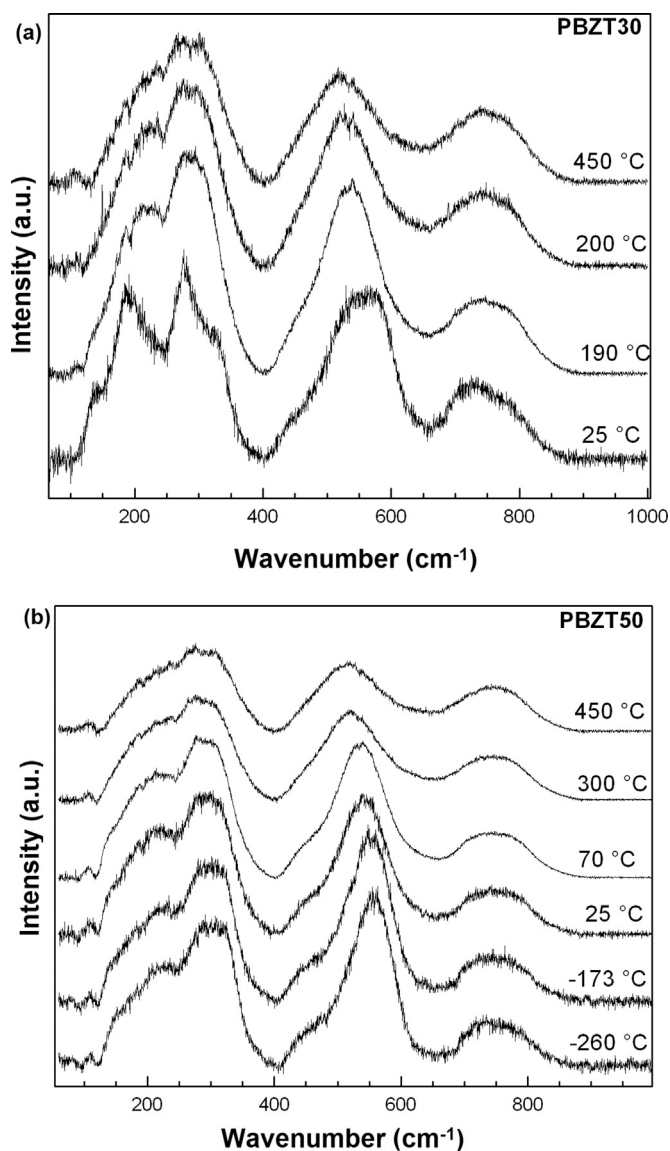 (a)
PBZT30
450 °C
200 °C
190 °C
25 °C
Intensity (a.u.)
200 400 600 800 1000
Wavenumber (cm-1)
(b)
PBZT50
450 °C
300 °C
70 °C
25 °C
-173 °C
-260 °C
Intensity (a.u.)
200 400 600 800
Wavenumber (cm-1)